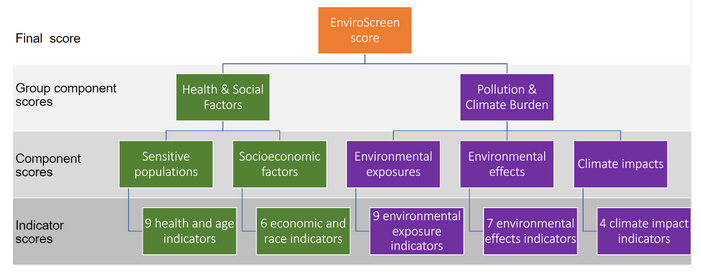 Final score
EnviroScreen
score
Group component
scores
Health & Social
Factors
Pollution &
Climate Burden
Component
scores
Sensitive
populations
Socioeconomic
factors
Environmental
exposures
Environmental
effects
Climate impacts
Indicator
scores
9 health and age
indicators
6 economic and
race indicators
9 environmental
exposure
indicators
7 environmental
effects indicators
4 climate impact
indicators